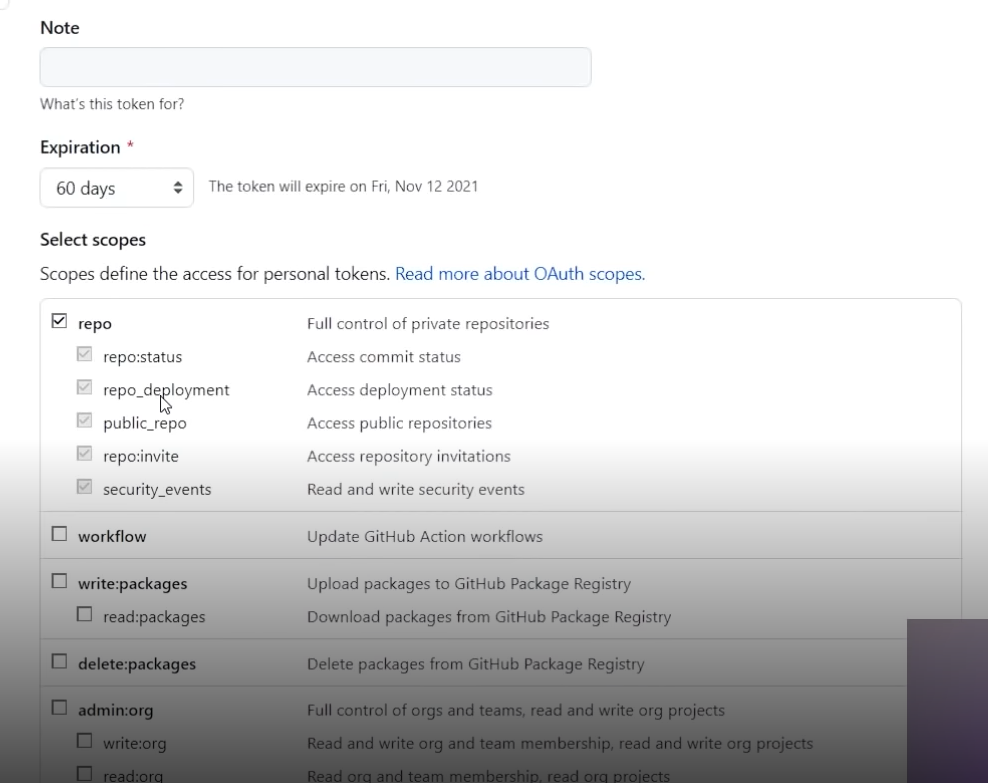 Note
What's this token for?
Expiration *
60 days The token will expire on Fri, Nov 12 2021
Select scopes
Scopes define the access for personal tokens. Read more about OAuth scopes.
repo Full control of private repositories
repo:status Access commit status
repo_deployment Access deployment status
public_repo Access public repositories
repo:invite Access repository invitations
security_events Read and write security events
workflow Update GitHub Action workflows
write:packages Upload packages to GitHub Package Registry
read:packages Download packages from GitHub Package Registry
delete:packages Delete packages from GitHub Package Registry
admin:org Full control of orgs and teams, read and write org projects
write:org Read and write org and team membership, read and write org projects
read:org Read org and team membership, read org projects